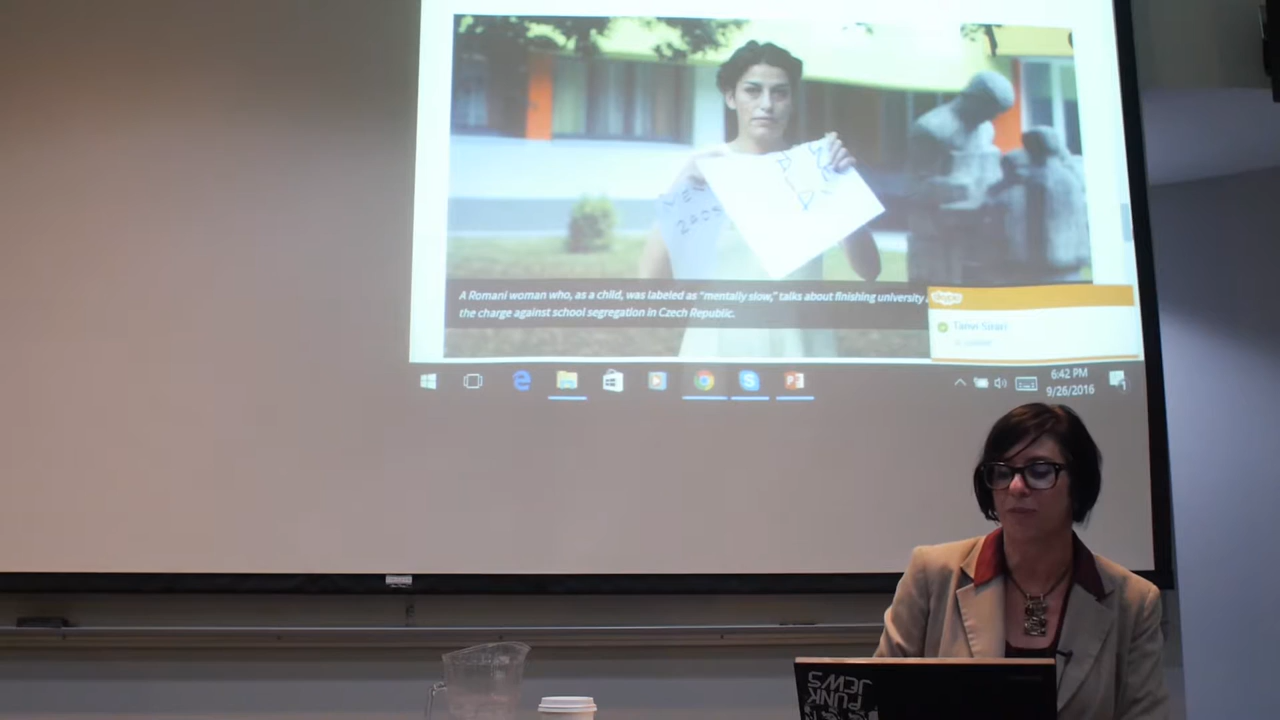 A Romani woman who, as a child, was labeled as "mentally slow," talks about finishing university
the charge against school segregation in Czech Republic.
skype
6:42 PM
9/26/2016
PUNK
JEWS